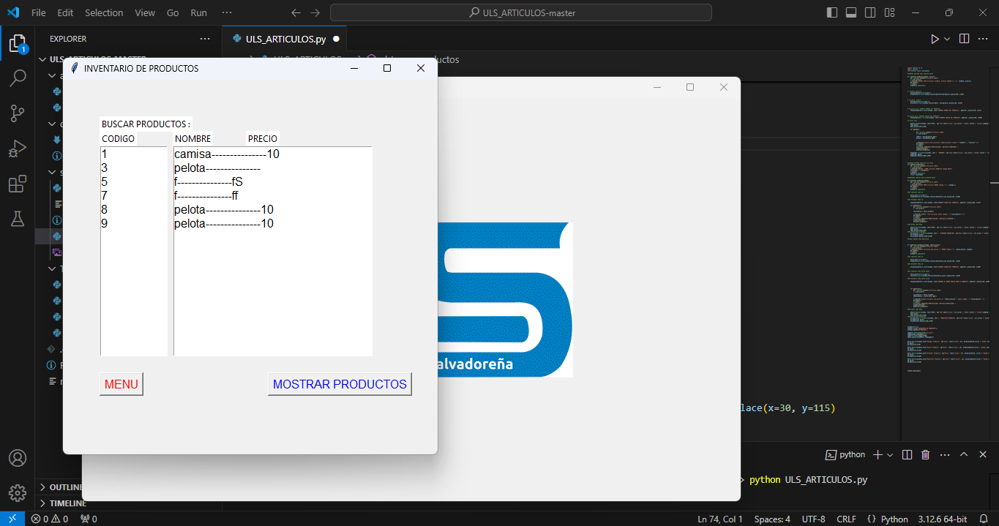 File Edit Selection View Go Run ···
ULS_ARTICULOS-master
EXPLORER ···
ULS_ARTICULOS.py
ULS_ARTICULOS-MASTER
INVENTARIO DE PRODUCTOS
BUSCAR PRODUCTOS :
CODIGO NOMBRE PRECIO
1 camisa---------------10
3 pelota---------------
5 f---------------fS
7 f---------------ff
8 pelota---------------10
9 pelota---------------10
MENU MOSTRAR PRODUCTOS
alvadoreña
lace(x=30, y=115)
python
> python ULS_ARTICULOS.py
OUTLINE
TIMELINE
0 0 0 Ln 74, Col 1 Spaces: 4 UTF-8 CRLF {} Python 3.12.6 64-bit